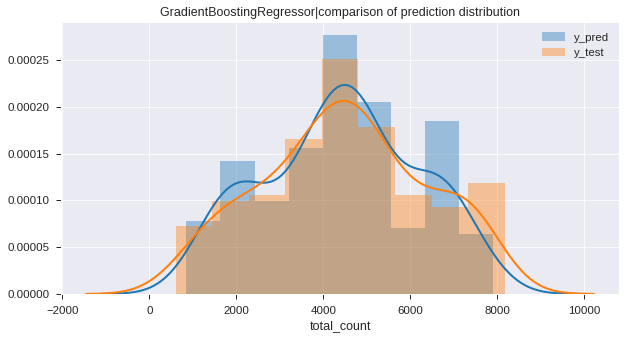 GradientBoostingRegressor|comparison of prediction distribution
y_pred
y_test
0.00025
0.00020
0.00015
0.00010
0.00005
0.00000
−2000 0 2000 4000 6000 8000 10000
total_count